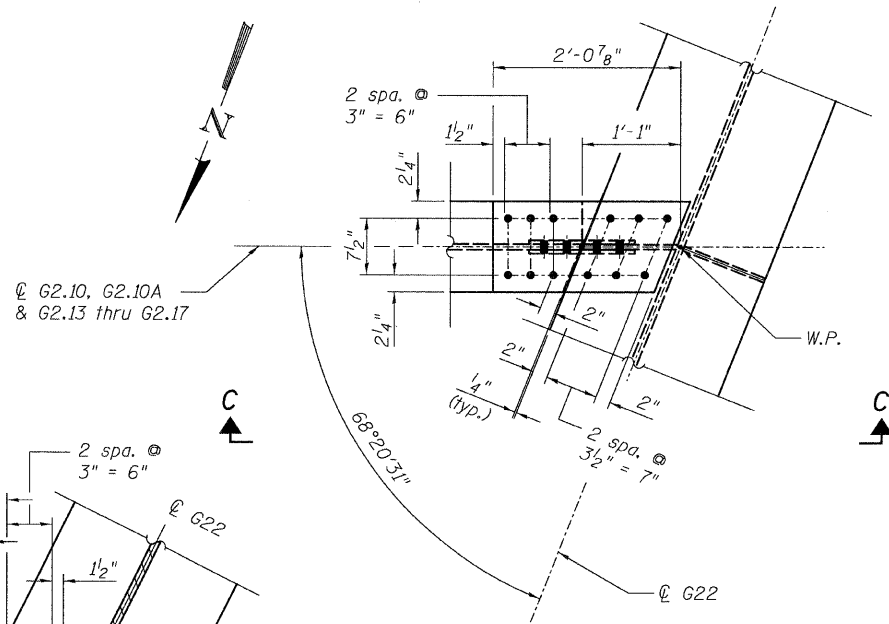 2'-0 7/8"
2 spa. @
3" = 6"
1 1/2"
1'-1"
N
2 1/4"
7 1/2"
℄ G2.10, G2.10A
& G2.13 thru G2.17
2 1/4"
2"
W.P.
2"
1/4"
(typ.)
2"
C
C
68°20'31"
2 spa. @
3 1/2" = 7"
2 spa. @
3" = 6"
℄ G22
1 1/2"
℄ G22